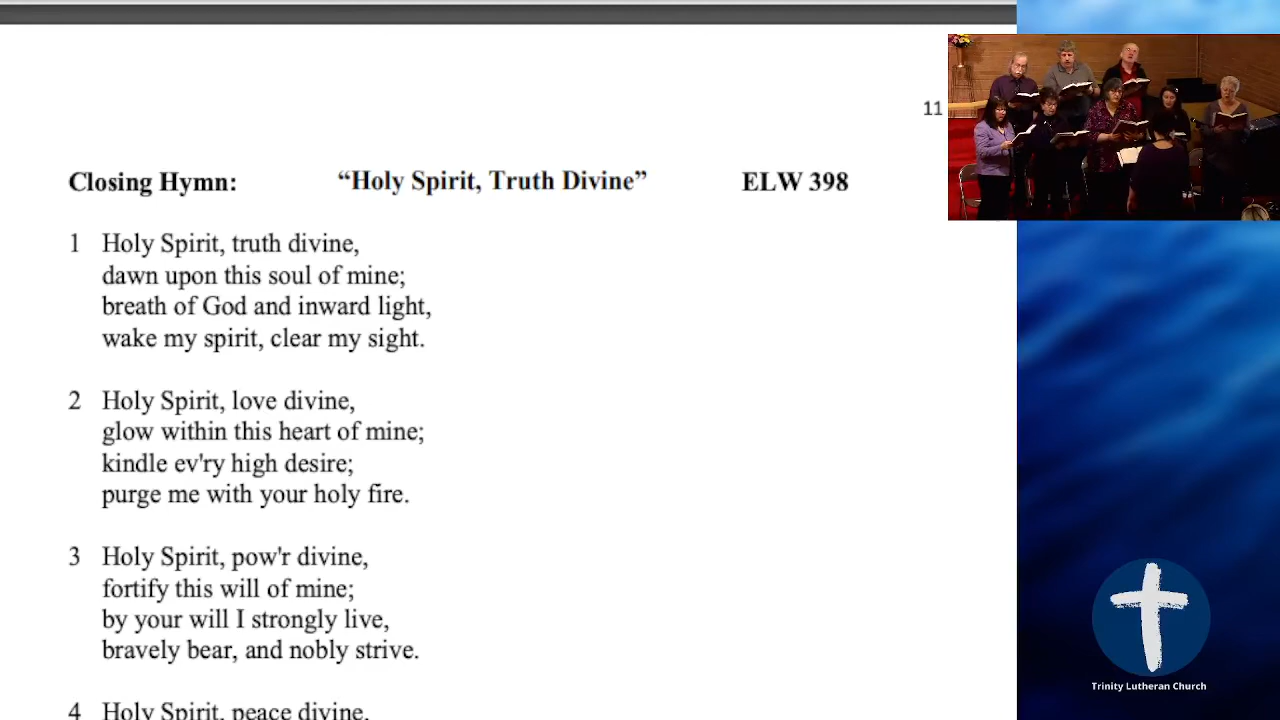 11
Closing Hymn: “Holy Spirit, Truth Divine” ELW 398
1 Holy Spirit, truth divine,
dawn upon this soul of mine;
breath of God and inward light,
wake my spirit, clear my sight.
2 Holy Spirit, love divine,
glow within this heart of mine;
kindle ev'ry high desire;
purge me with your holy fire.
3 Holy Spirit, pow'r divine,
fortify this will of mine;
by your will I strongly live,
bravely bear, and nobly strive.
4 Holy Spirit, peace divine,
Trinity Lutheran Church